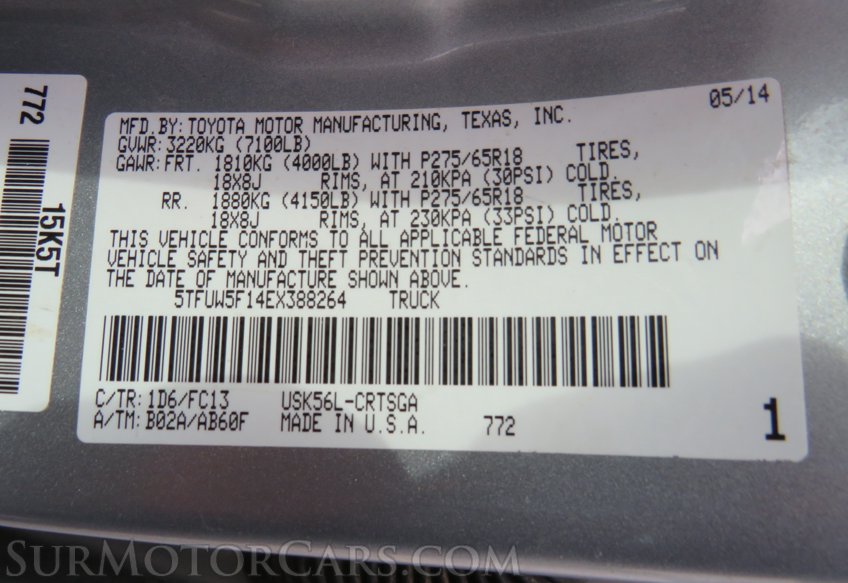 772
15K5T
05/14
MFD.BY: TOYOTA MOTOR MANUFACTURING, TEXAS, INC.
GVWR: 3220KG (7100LB)
GAWR: FRT. 1810KG (4000LB) WITH P275/65R18 TIRES,
18X8J RIMS, AT 210KPA (30PSI) COLD.
RR. 1880KG (4150LB) WITH P275/65R18 TIRES,
18X8J RIMS, AT 230KPA (33PSI) COLD.
THIS VEHICLE CONFORMS TO ALL APPLICABLE FEDERAL MOTOR
VEHICLE SAFETY AND THEFT PREVENTION STANDARDS IN EFFECT ON
THE DATE OF MANUFACTURE SHOWN ABOVE.
5TFUW5F14EX388264 TRUCK
C/TR: 1D6/FC13 USK56L-CRTSGA
A/TM: B02A/AB60F MADE IN U.S.A. 772
1
SURMOTORCARS.COM